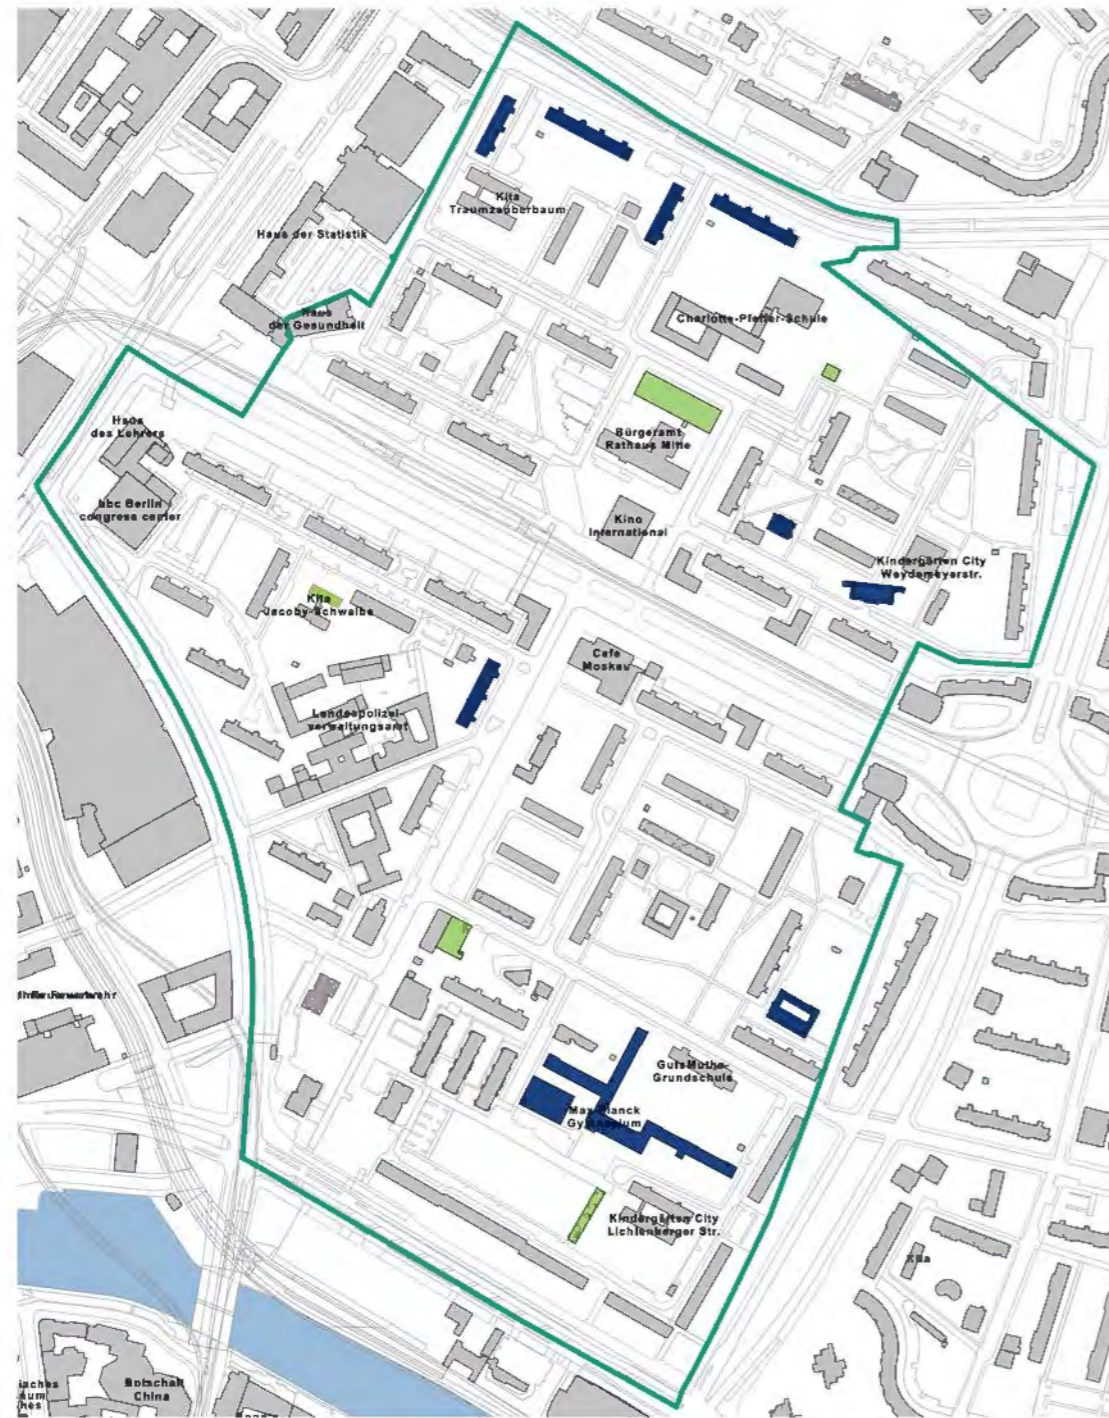 Kita
Traumzauberbaum
Haus der Statistik
Haus
der Gesundheit
Charlotte-Pfeffer-Schule
Haus
des Lehrers
Bürgeramt
Rathaus Mitte
bbc Berlin
congress center
Kino
International
Kindergärten City
Weydemeyerstr.
Kita
Jacoby-Schwalbe
Cafe
Moskau
Landespolizei-
verwaltungsamt
GutsMuths-
Grundschule
Max-Planck
Gymnasium
Kindergärten City
Lichtenberger Str.
Kita
Botschaft
China